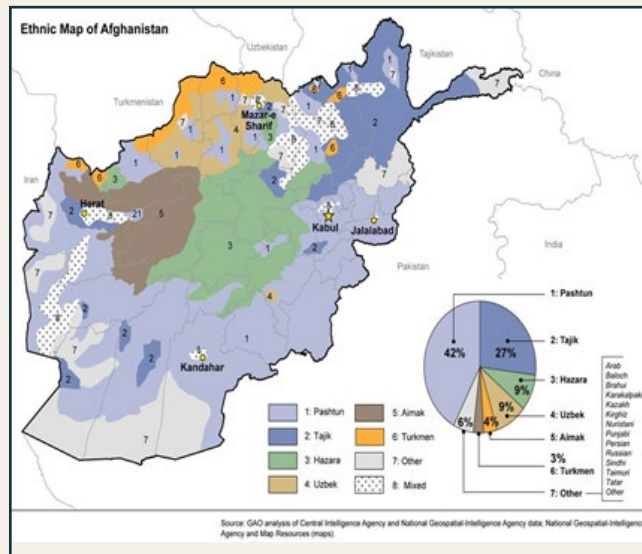 Ethnic Map of Afghanistan
Uzbekistan
Tajikistan
China
Turkmenistan
Mazar-e
Sharif
Iran
Herat
Kabul
Jalalabad
India
Pakistan
Kandahar
1: Pashtun
2: Tajik
3: Hazara
4: Uzbek
5: Aimak
6: Turkmen
7: Other
8: Mixed
42%
27%
9%
9%
4%
6%
1: Pashtun
2: Tajik
3: Hazara
4: Uzbek
5: Aimak
3%
6: Turkmen
7: Other
Arab
Baloch
Brahui
Karakalpak
Kazakh
Kirghiz
Nuristani
Punjabi
Persian
Russian
Sindhi
Taimuri
Tatar
Other
Source: GAO analysis of Central Intelligence Agency and National Geospatial-Intelligence Agency data; National Geospatial-Intelligence
Agency and Map Resources (maps).